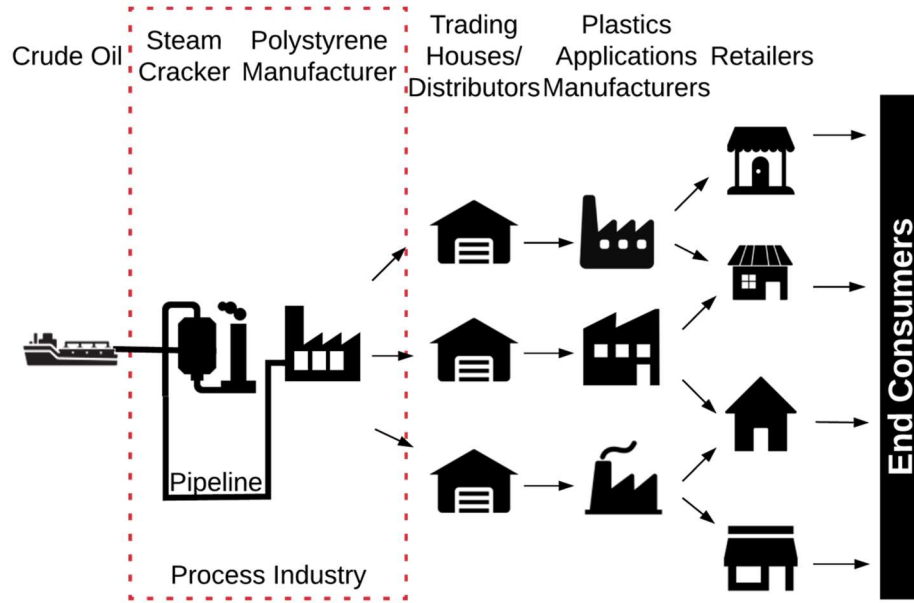 Crude Oil
Steam
Cracker
Polystyrene
Manufacturer
Trading
Houses/
Distributors
Plastics
Applications
Manufacturers
Retailers
Pipeline
Process Industry
End Consumers